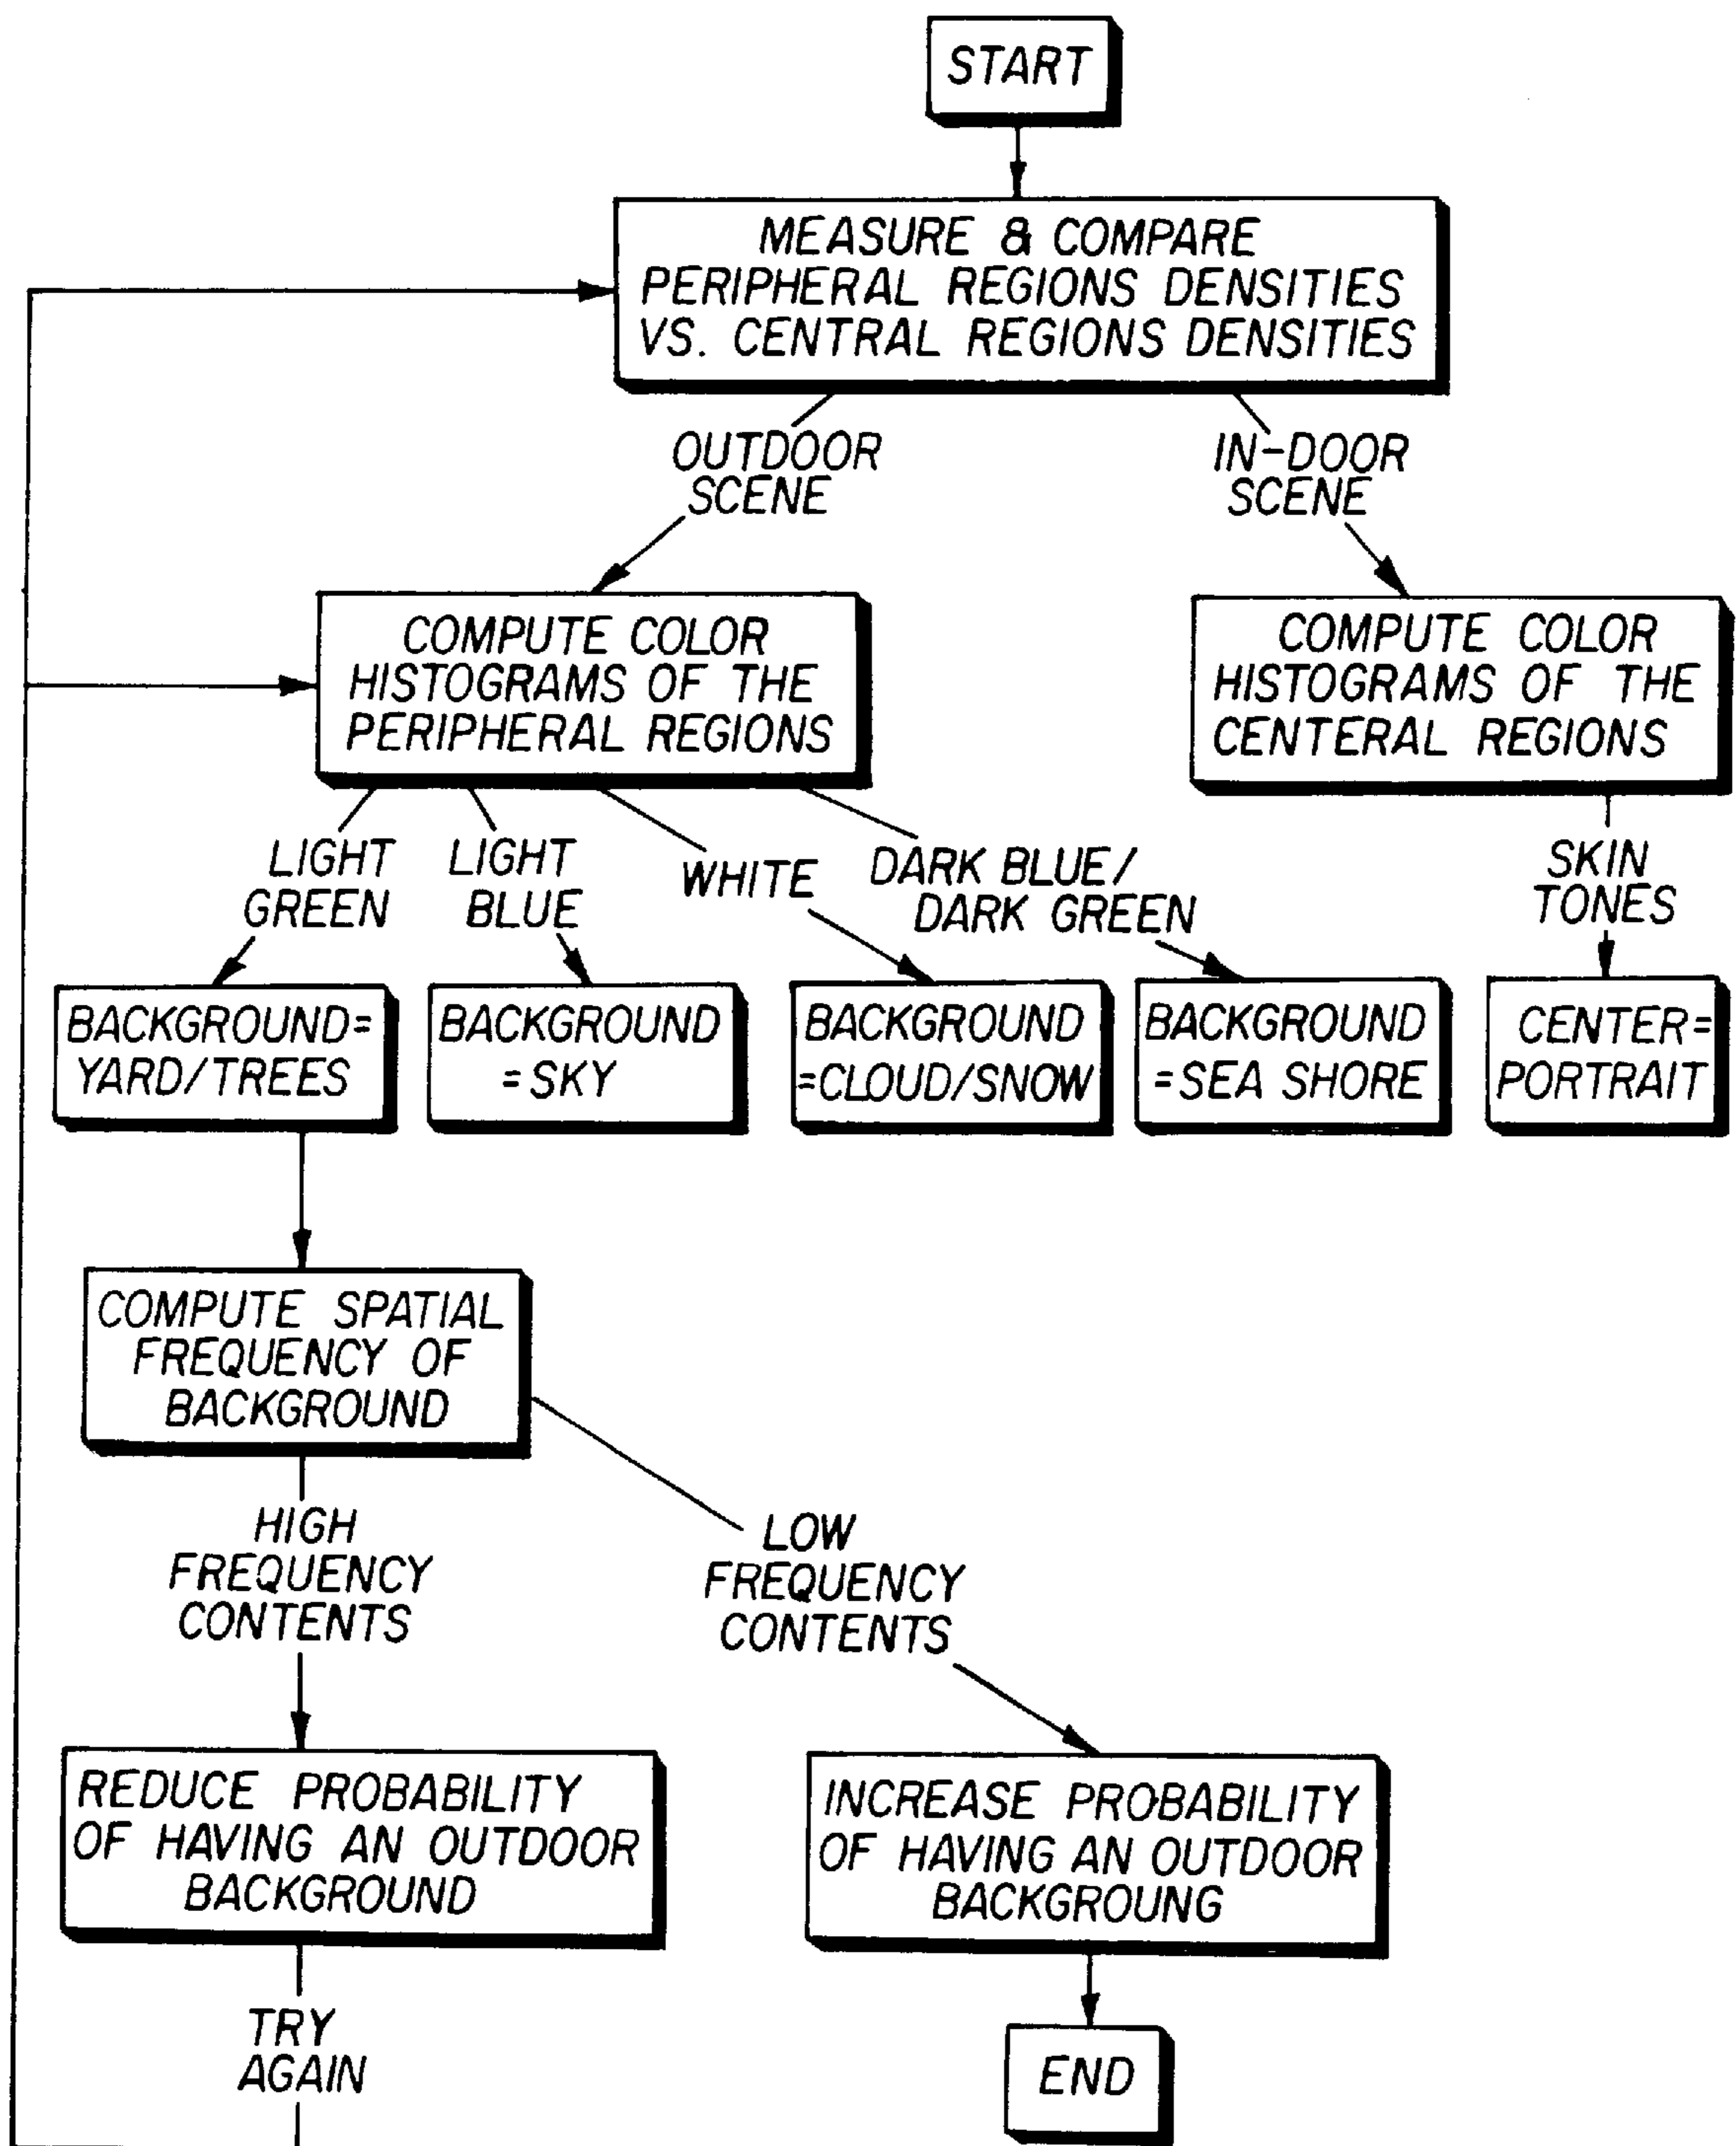 START
MEASURE & COMPARE
PERIPHERAL REGIONS DENSITIES
VS. CENTRAL REGIONS DENSITIES
OUTDOOR
SCENE
IN-DOOR
SCENE
COMPUTE COLOR
HISTOGRAMS OF THE
PERIPHERAL REGIONS
COMPUTE COLOR
HISTOGRAMS OF THE
CENTERAL REGIONS
LIGHT
GREEN
LIGHT
BLUE
WHITE
DARK BLUE/
DARK GREEN
SKIN
TONES
BACKGROUND=
YARD/TREES
BACKGROUND
=SKY
BACKGROUND
=CLOUD/SNOW
BACKGROUND
=SEA SHORE
CENTER=
PORTRAIT
COMPUTE SPATIAL
FREQUENCY OF
BACKGROUND
HIGH
FREQUENCY
CONTENTS
LOW
FREQUENCY
CONTENTS
REDUCE PROBABILITY
OF HAVING AN OUTDOOR
BACKGROUND
INCREASE PROBABILITY
OF HAVING AN OUTDOOR
BACKGROUNG
TRY
AGAIN
END